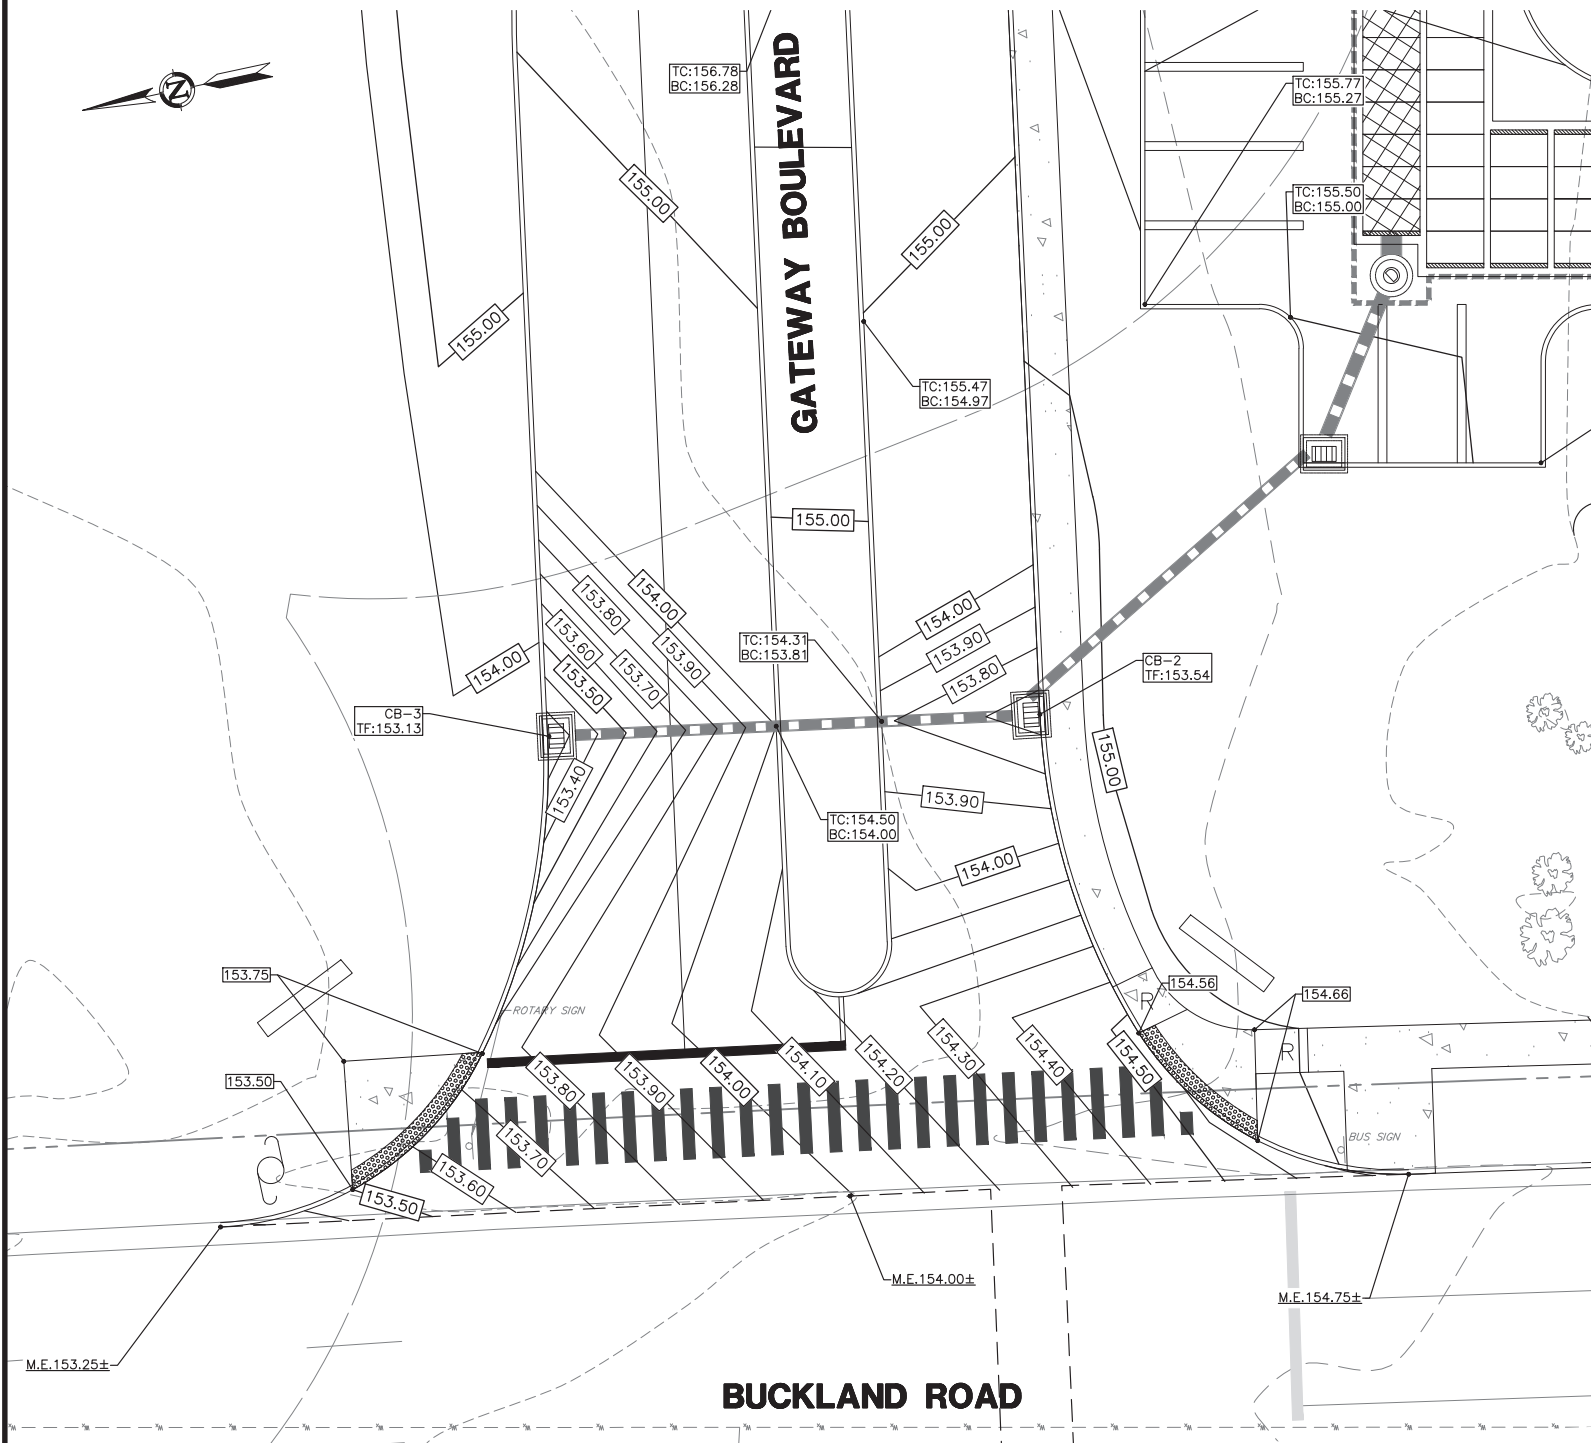 TC:156.78
BC:156.28
GATEWAY BOULEVARD
TC:155.77
BC:155.27
N
155.00
TC:155.50
BC:155.00
155.00
D
155.00
TC:155.47
BC:154.97
155.00
154.00
153.80
154.00
153.90
153.60
153.90
TC:154.31
BC:153.81
154.00
153.50
153.70
153.80
CB-2
TF:153.54
CB-3
TF:153.13
155.00
153.40
153.90
TC:154.50
BC:154.00
154.00
153.75
154.56
154.66
R
ROTARY SIGN
154.30
154.40
154.50
R
153.80
153.90
154.00
154.10
154.20
153.50
153.70
BUS SIGN
153.60
153.50
M.E.154.00±
M.E.154.75±
M.E.153.25±
BUCKLAND ROAD